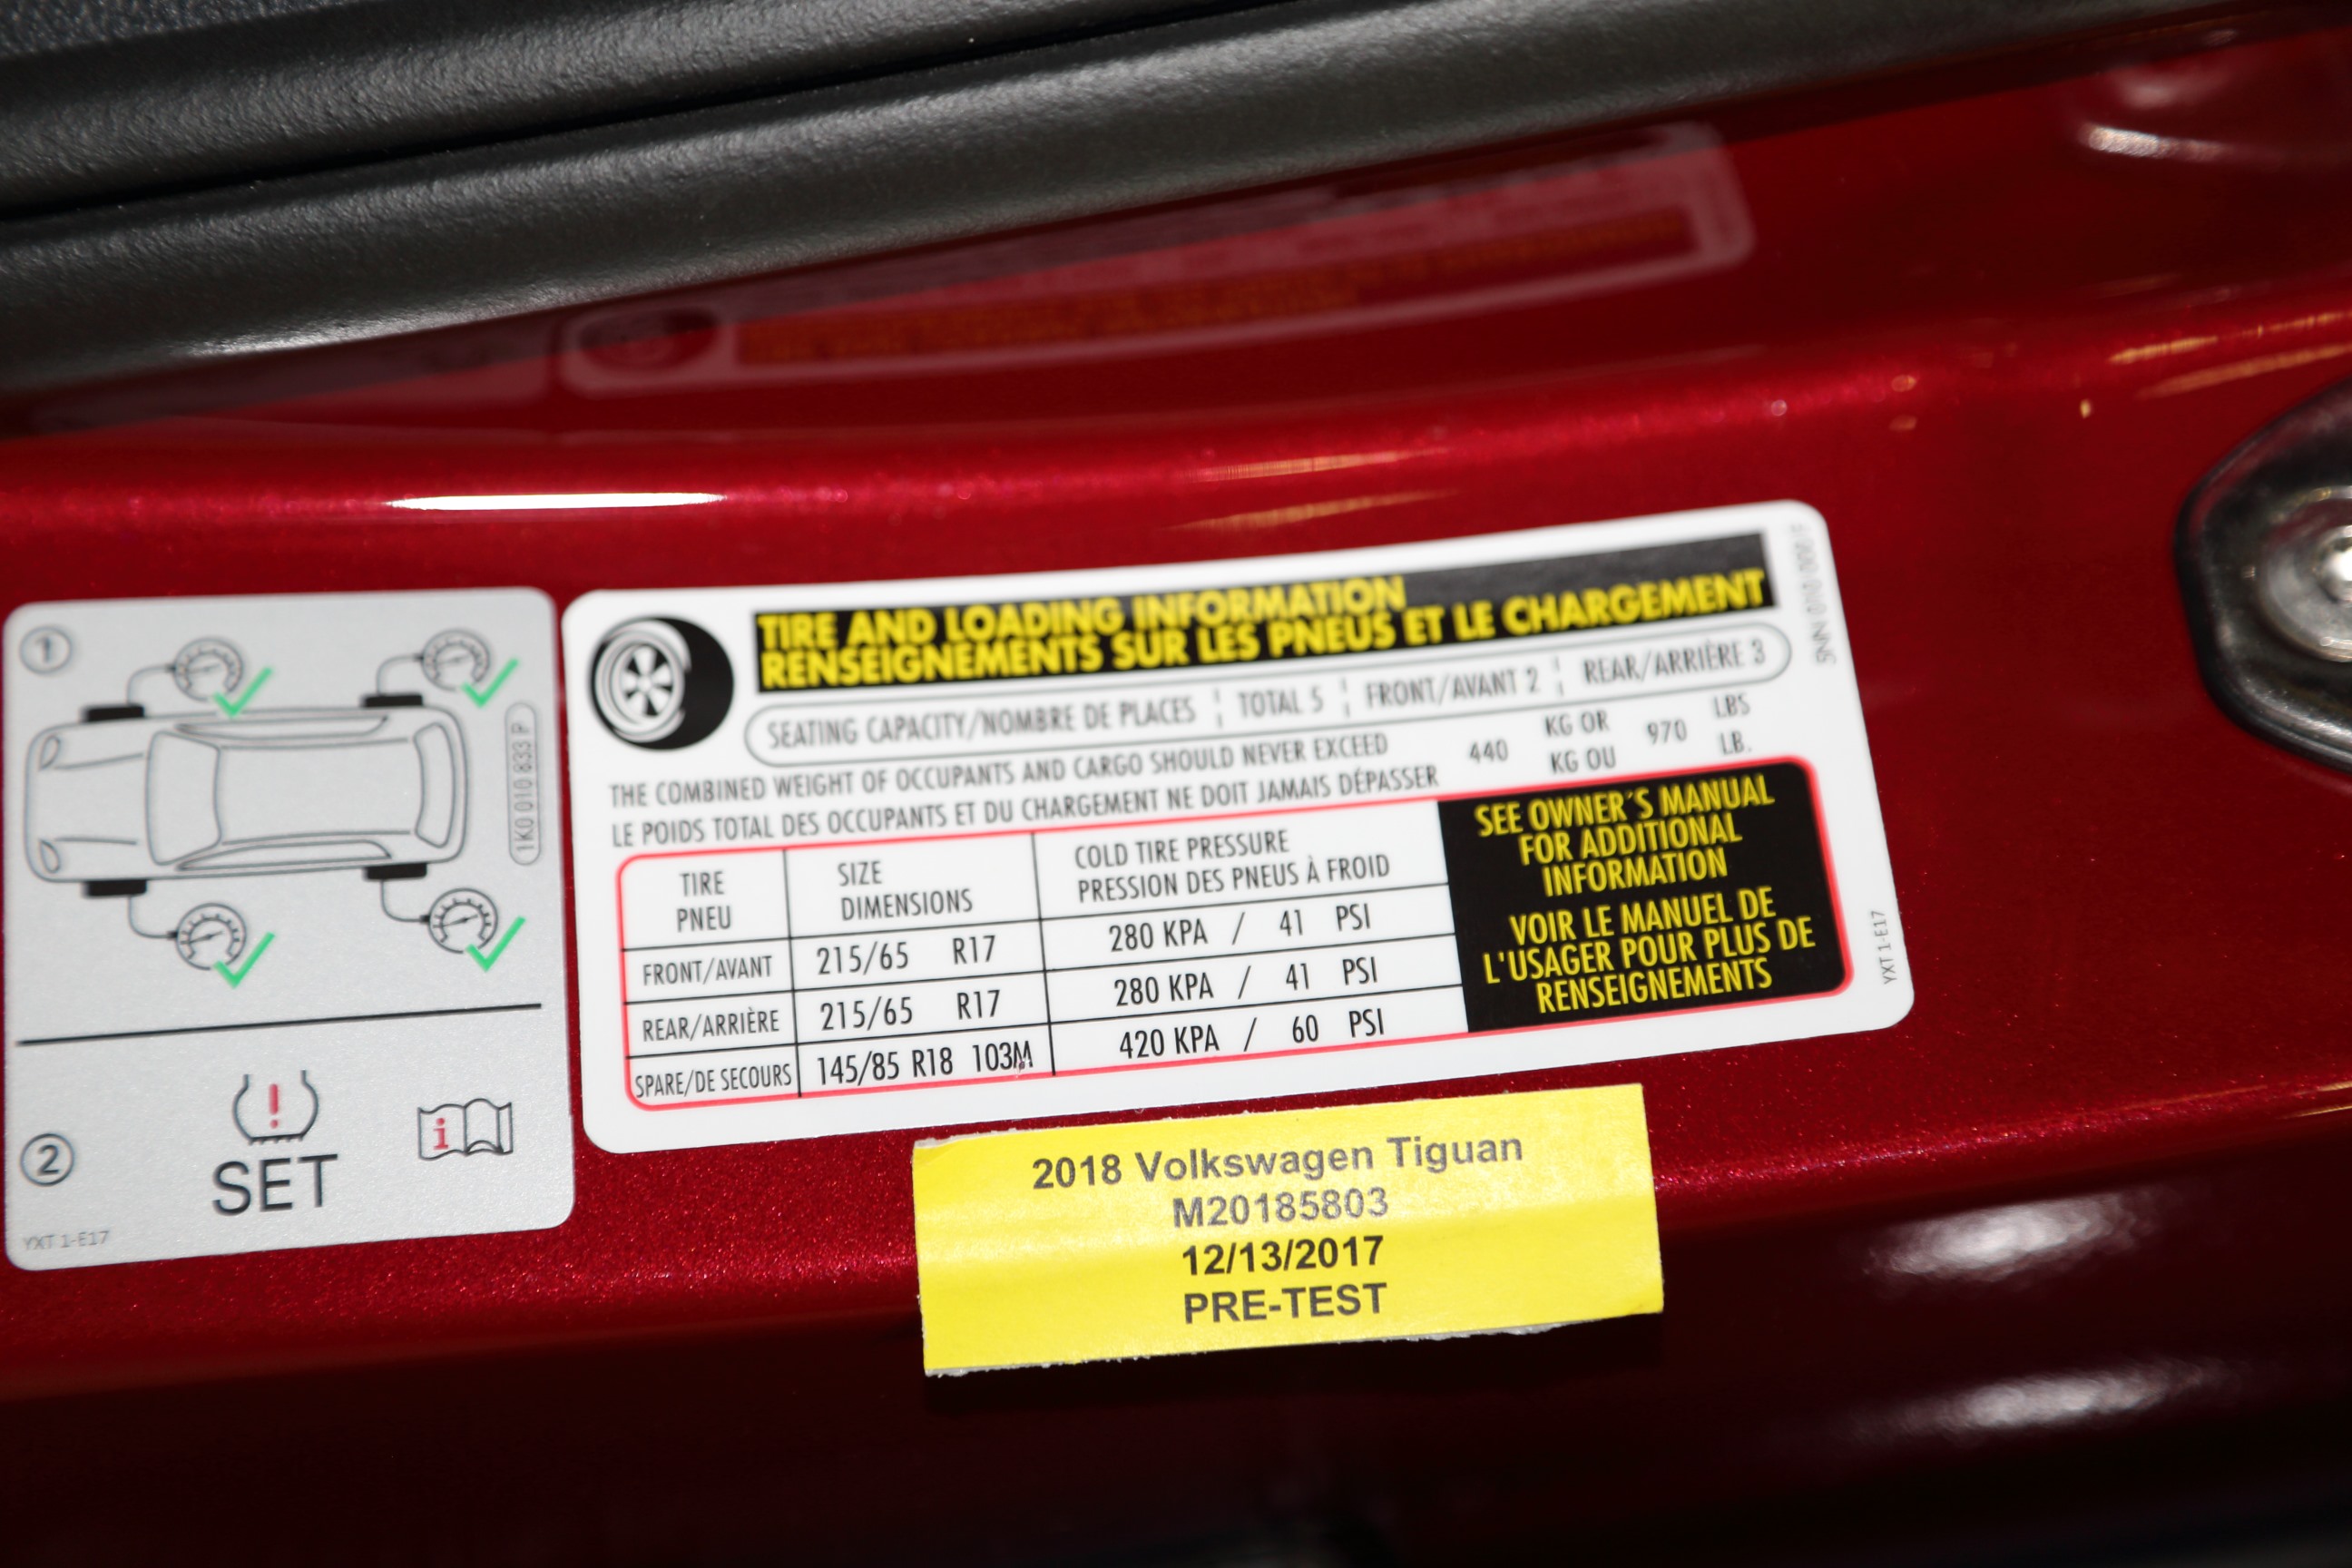 1
1K0 010 833 P
2
SET
i
YXT 1-E17
TIRE AND LOADING INFORMATION
RENSEIGNEMENTS SUR LES PNEUS ET LE CHARGEMENT
SEATING CAPACITY/NOMBRE DE PLACES ¦ TOTAL 5 ¦ FRONT/AVANT 2 ¦ REAR/ARRIÈRE 3
THE COMBINED WEIGHT OF OCCUPANTS AND CARGO SHOULD NEVER EXCEED 440 KG OR 970 LBS
LE POIDS TOTAL DES OCCUPANTS ET DU CHARGEMENT NE DOIT JAMAIS DÉPASSER KG OU LB.
TIRE SIZE COLD TIRE PRESSURE
PNEU DIMENSIONS PRESSION DES PNEUS À FROID
FRONT/AVANT 215/65 R17 280 KPA / 41 PSI
REAR/ARRIÈRE 215/65 R17 280 KPA / 41 PSI
SPARE/DE SECOURS 145/85 R18 103M 420 KPA / 60 PSI
SEE OWNER´S MANUAL
FOR ADDITIONAL
INFORMATION
VOIR LE MANUEL DE
L'USAGER POUR PLUS DE
RENSEIGNEMENTS
YXT 1-E17
2018 Volkswagen Tiguan
M20185803
12/13/2017
PRE-TEST